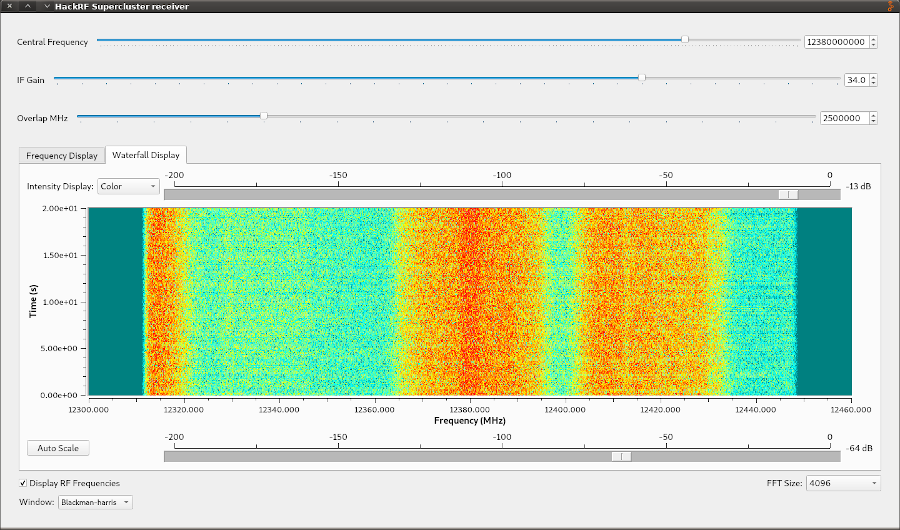 HackRF Supercluster receiver
Central Frequency 12380000000
IF Gain 34.0
Overlap MHz 2500000
Frequency Display Waterfall Display
-200 -150 -100 -50 0
Intensity Display: Color -13 dB
2.00e+01
1.50e+01
1.00e+01
5.00e+00
0.00e+00
Time (s)
12300.000 12320.000 12340.000 12360.000 12380.000 12400.000 12420.000 12440.000 12460.000
Frequency (MHz)
-200 -150 -100 -50 0
Auto Scale -64 dB
Display RF Frequencies FFT Size: 4096
Window: Blackman-harris